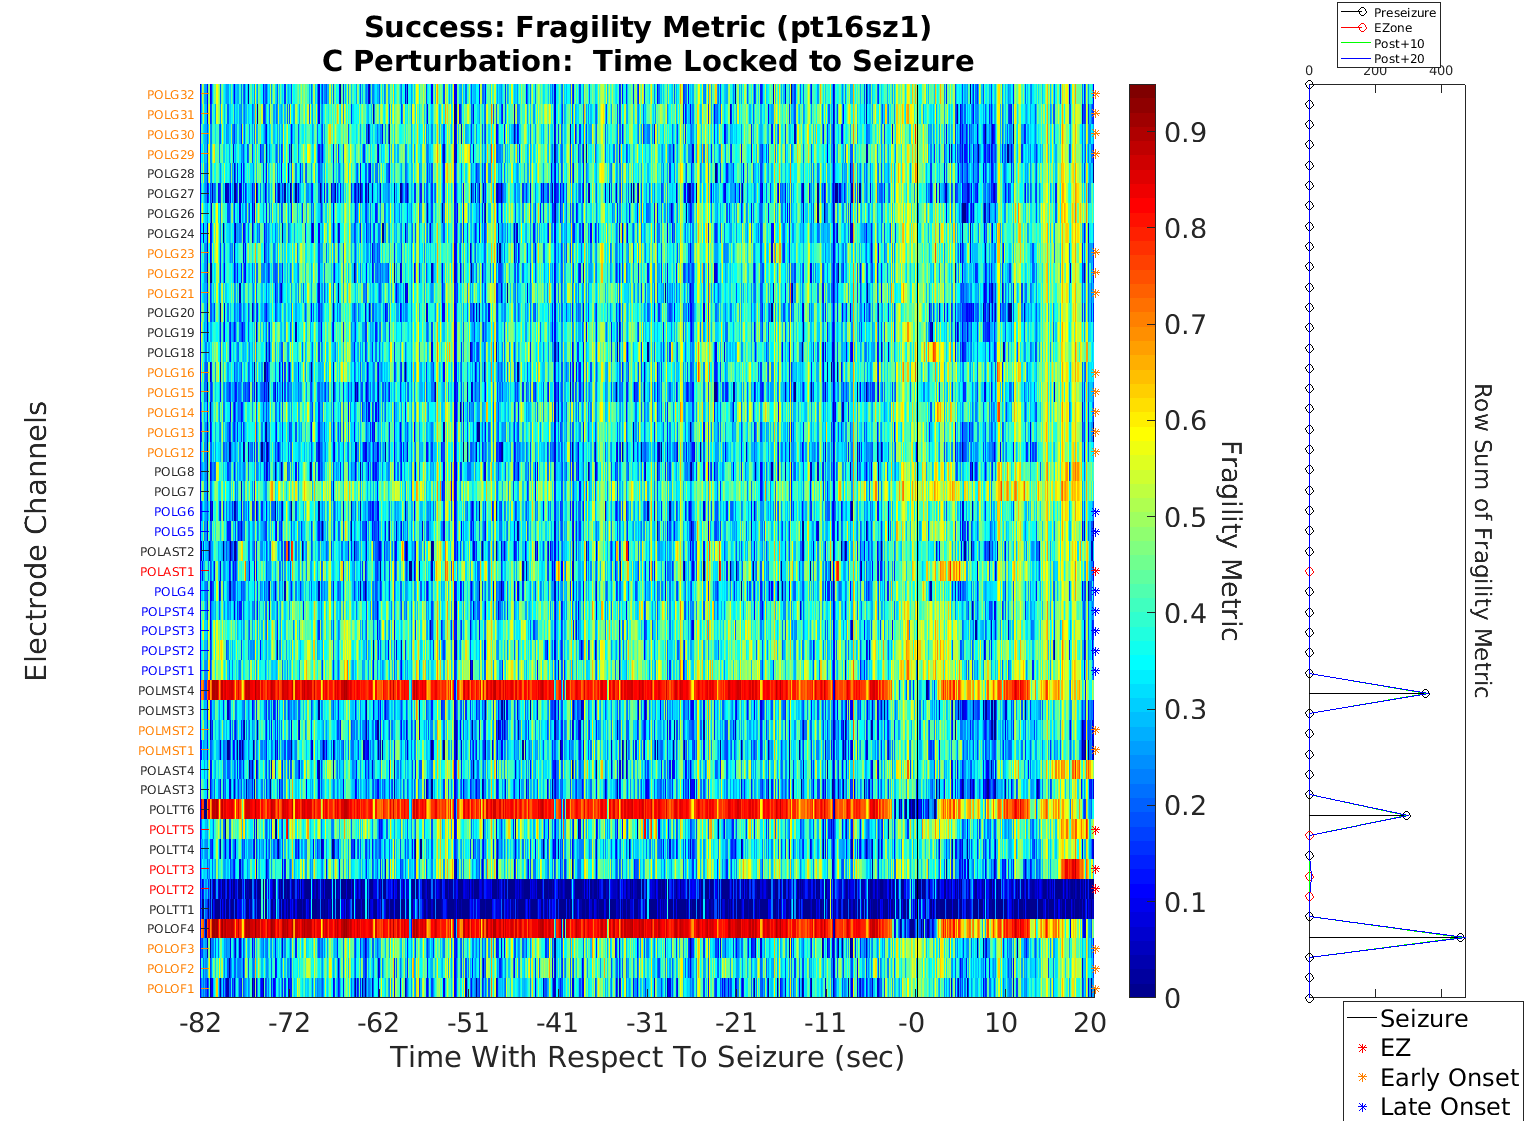 Success: Fragility Metric (pt16sz1)
C Perturbation:  Time Locked to Seizure
Electrode Channels
POLG32
POLG31
POLG30
POLG29
POLG28
POLG27
POLG26
POLG24
POLG23
POLG22
POLG21
POLG20
POLG19
POLG18
POLG16
POLG15
POLG14
POLG13
POLG12
POLG8
POLG7
POLG6
POLG5
POLAST2
POLAST1
POLG4
POLPST4
POLPST3
POLPST2
POLPST1
POLMST4
POLMST3
POLMST2
POLMST1
POLAST4
POLAST3
POLTT6
POLTT5
POLTT4
POLTT3
POLTT2
POLTT1
POLOF4
POLOF3
POLOF2
POLOF1
-82 -72 -62 -51 -41 -31 -21 -11 -0 10 20
Time With Respect To Seizure (sec)
0.9
0.8
0.7
0.6
0.5
0.4
0.3
0.2
0.1
0
Fragility Metric
Preseizure
EZone
Post+10
Post+20
0 200 400
Row Sum of Fragility Metric
Seizure
EZ
Early Onset
Late Onset